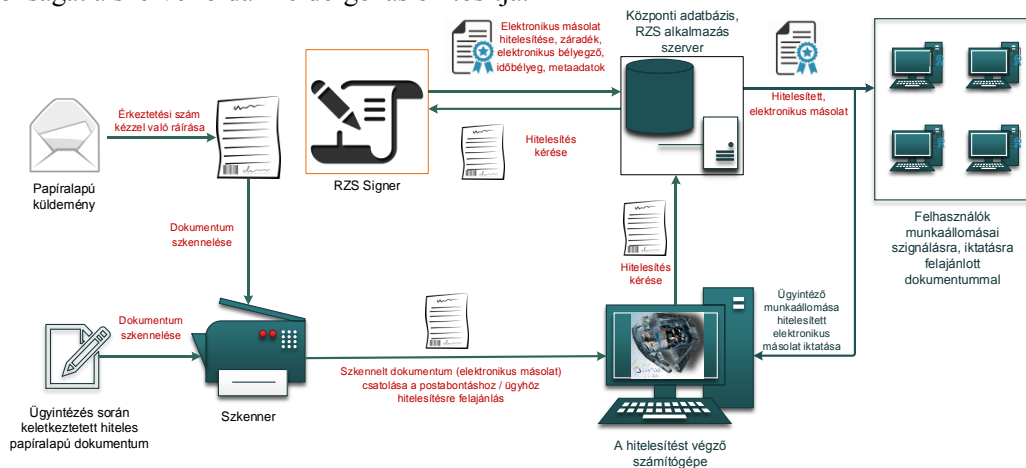 Elektronikus másolat
hitelesítése, záradék,
elektronikus bélyegző,
időbélyeg, metaadatok
Központi adatbázis,
RZS alkalmazás
szerver
Érkeztetési szám
kézzel való ráírása
Hitelesített,
elektronikus másolat
Hitelesítés
kérése
Papíralapú
küldemény
RZS Signer
Felhasználók
munkaállomásai
szignálásra, iktatásra
felajánlott
dokumentummal
Dokumentum
szkennelése
Hitelesítés
kérése
Dokumentum
szkennelése
Ügyintéző
munkaállomása
hitelesített
elektronikus
másolat iktatása
Szkennelt dokumentum (elektronikus másolat)
csatolása a postabontáshoz / ügyhöz
hitelesítésre felajánlás
Ügyintézés során
keletkeztetett hiteles
papíralapú dokumentum
Szkenner
A hitelesítést végző
számítógépe